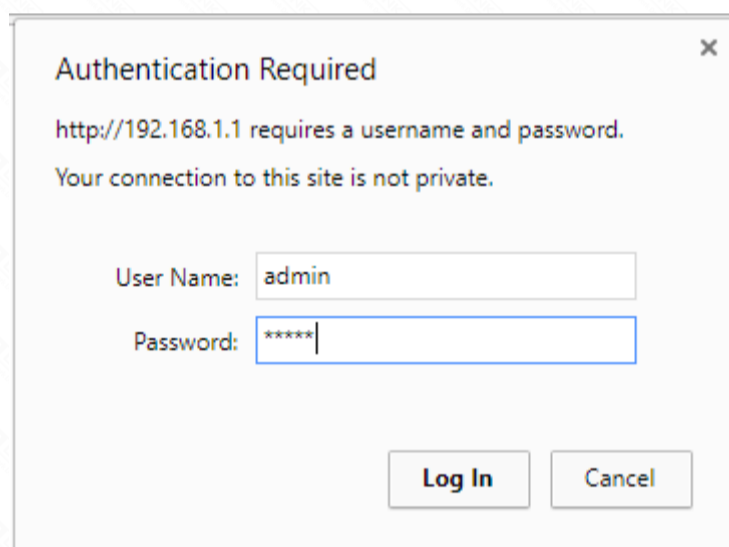 Authentication Required
http://192.168.1.1 requires a username and password.
Your connection to this site is not private.
User Name: admin
Password: *****
Log In Cancel